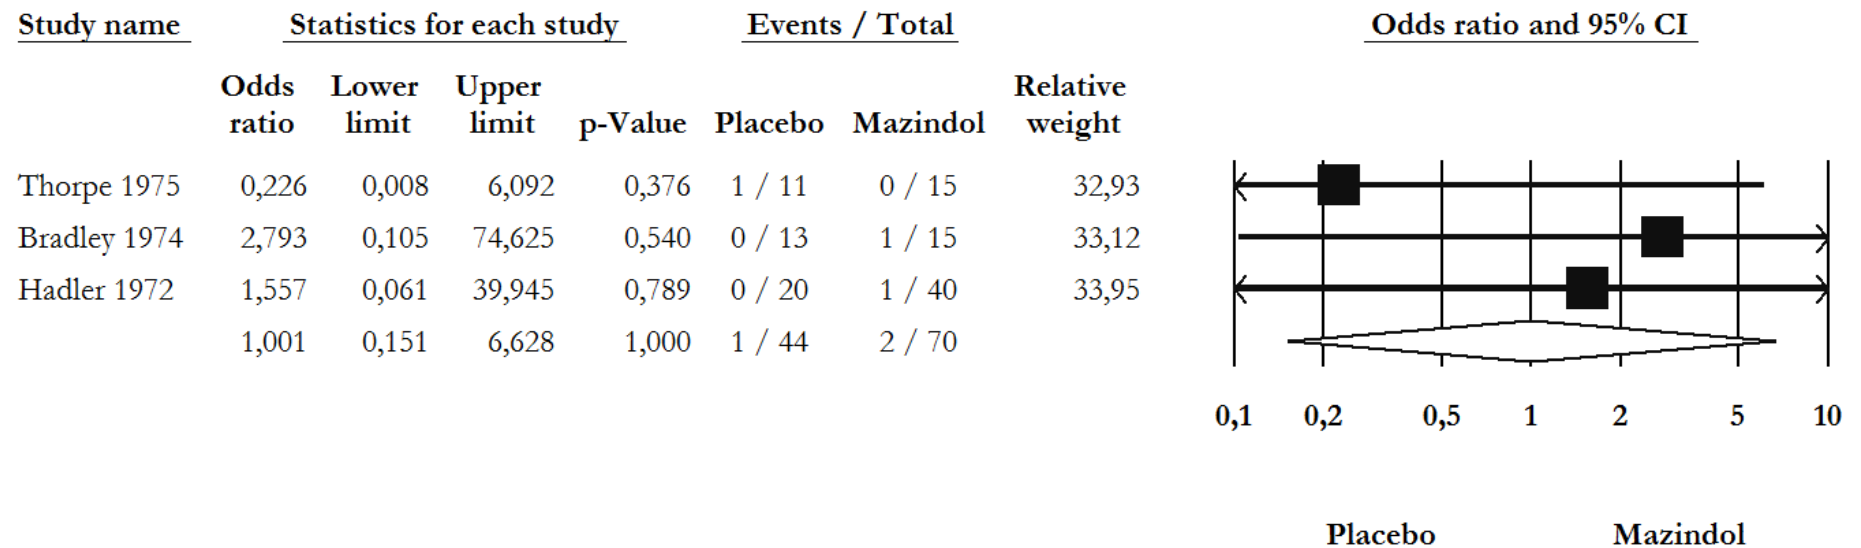 Study name Statistics for each study Events / Total Odds ratio and 95% CI
Odds Lower Upper Relative
ratio limit limit p-Value Placebo Mazindol weight
Thorpe 1975 0,226 0,008 6,092 0,376 1 / 11 0 / 15 32,93
Bradley 1974 2,793 0,105 74,625 0,540 0 / 13 1 / 15 33,12
Hadler 1972 1,557 0,061 39,945 0,789 0 / 20 1 / 40 33,95
1,001 0,151 6,628 1,000 1 / 44 2 / 70
0,1 0,2 0,5 1 2 5 10
Placebo Mazindol